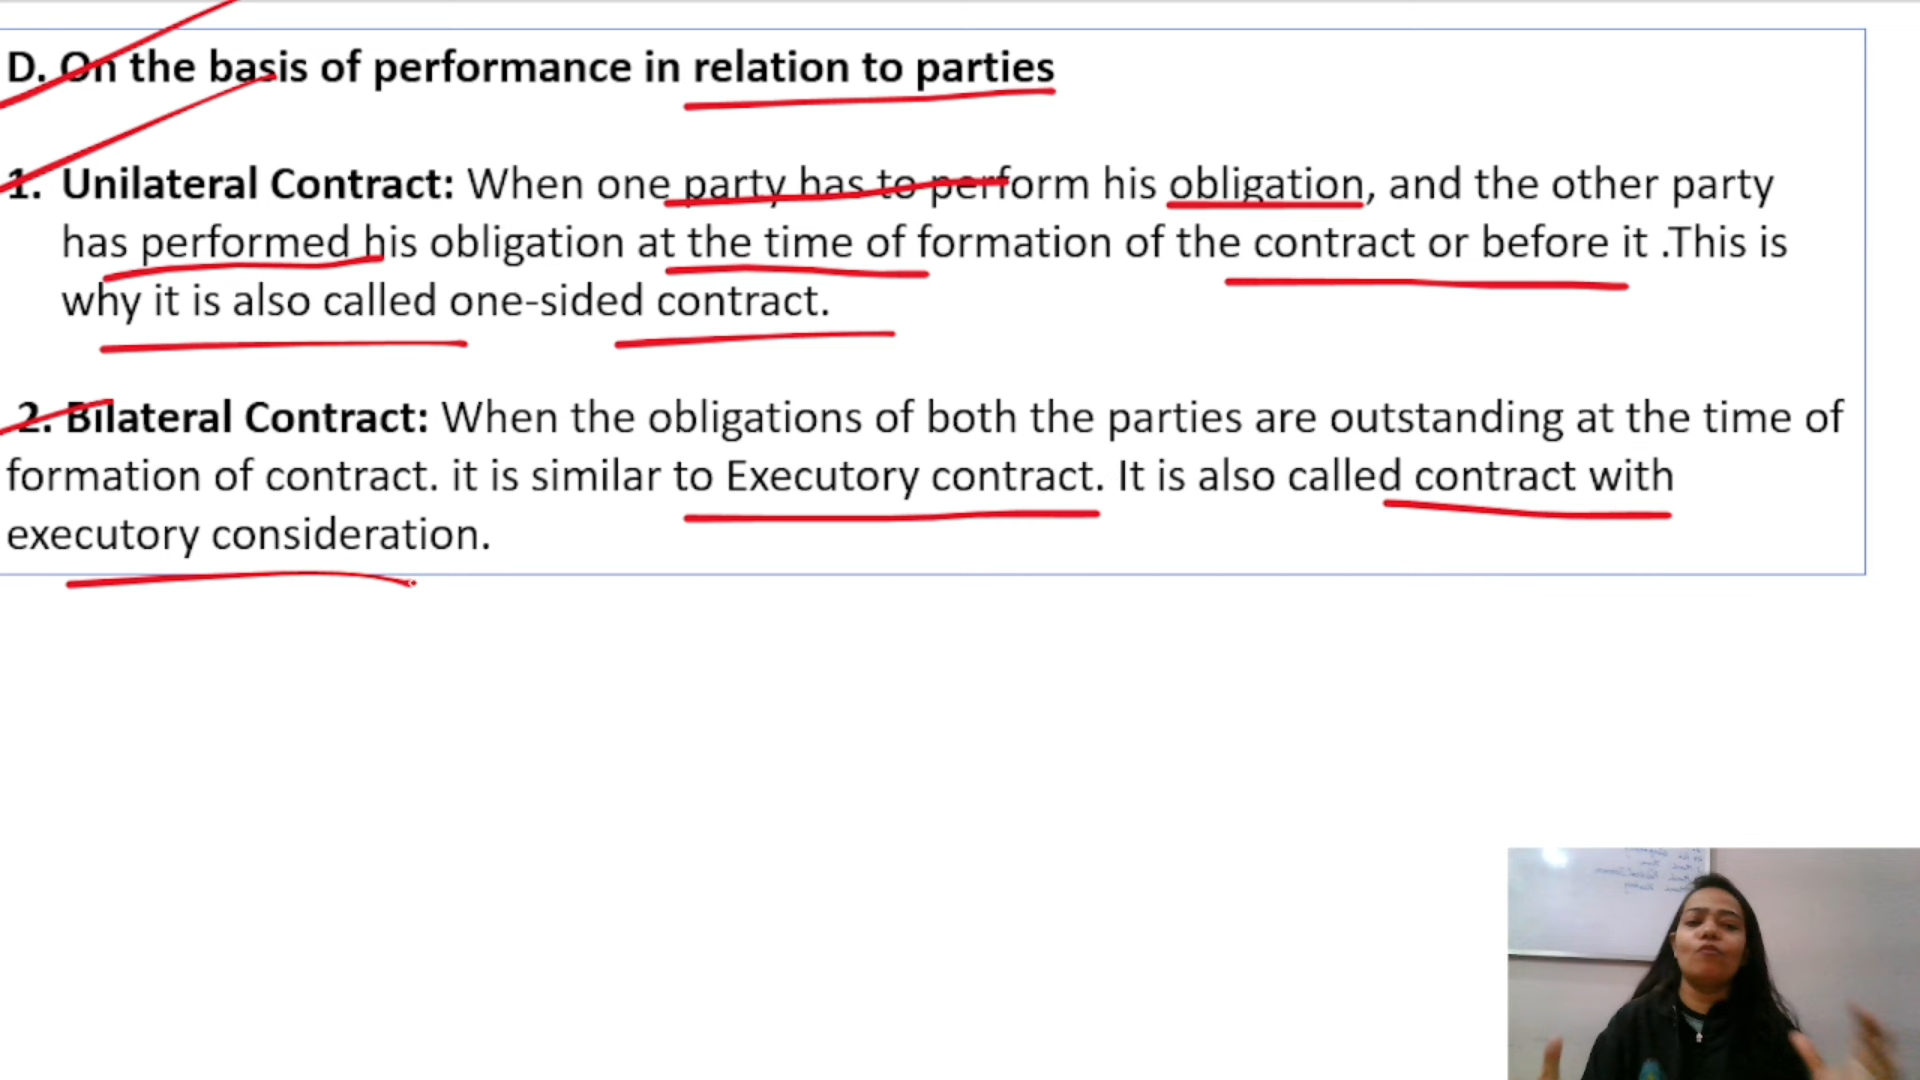 D. On the basis of performance in relation to parties
1. Unilateral Contract: When one party has to perform his obligation, and the other party
has performed his obligation at the time of formation of the contract or before it .This is
why it is also called one-sided contract.
2. Bilateral Contract: When the obligations of both the parties are outstanding at the time of
formation of contract. it is similar to Executory contract. It is also called contract with
executory consideration.